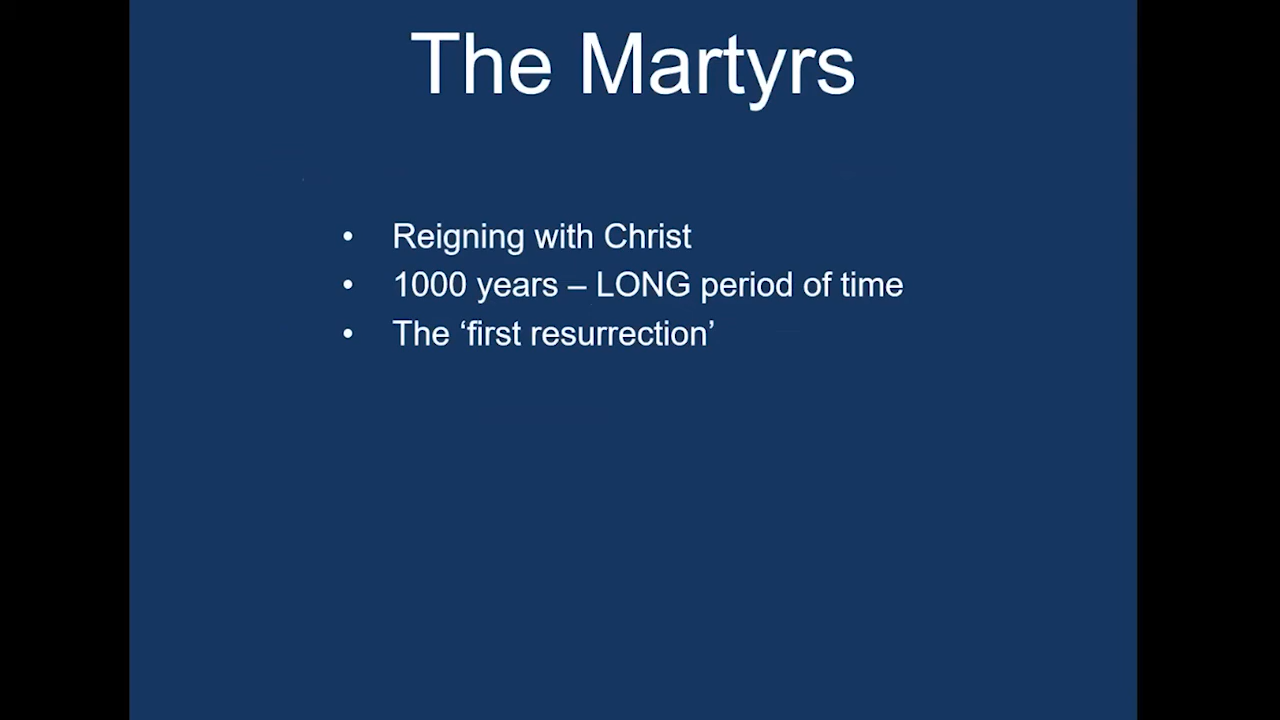 The Martyrs
• Reigning with Christ
• 1000 years – LONG period of time
• The ‘first resurrection’